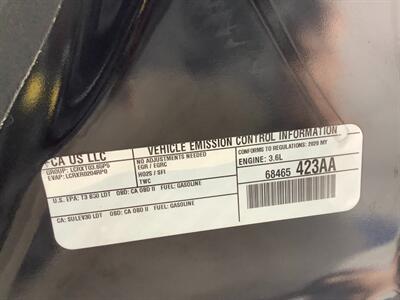 FCA US LLC
VEHICLE EMISSION CONTROL INFORMATION
GROUP: LCRXT03.65P0
EVAP: LCRXR0204RP0
NO ADJUSTMENTS NEEDED
EGR / EGRC
HO2S / SFI
TWC
CONFORMS TO REGULATIONS: 2020 MY
ENGINE: 3.6L
68465 423AA
U.S. EPA: T3 B30 LDT OBD: CA OBD II FUEL: GASOLINE
CA: SULEV30 LDT OBD: CA OBD II FUEL: GASOLINE